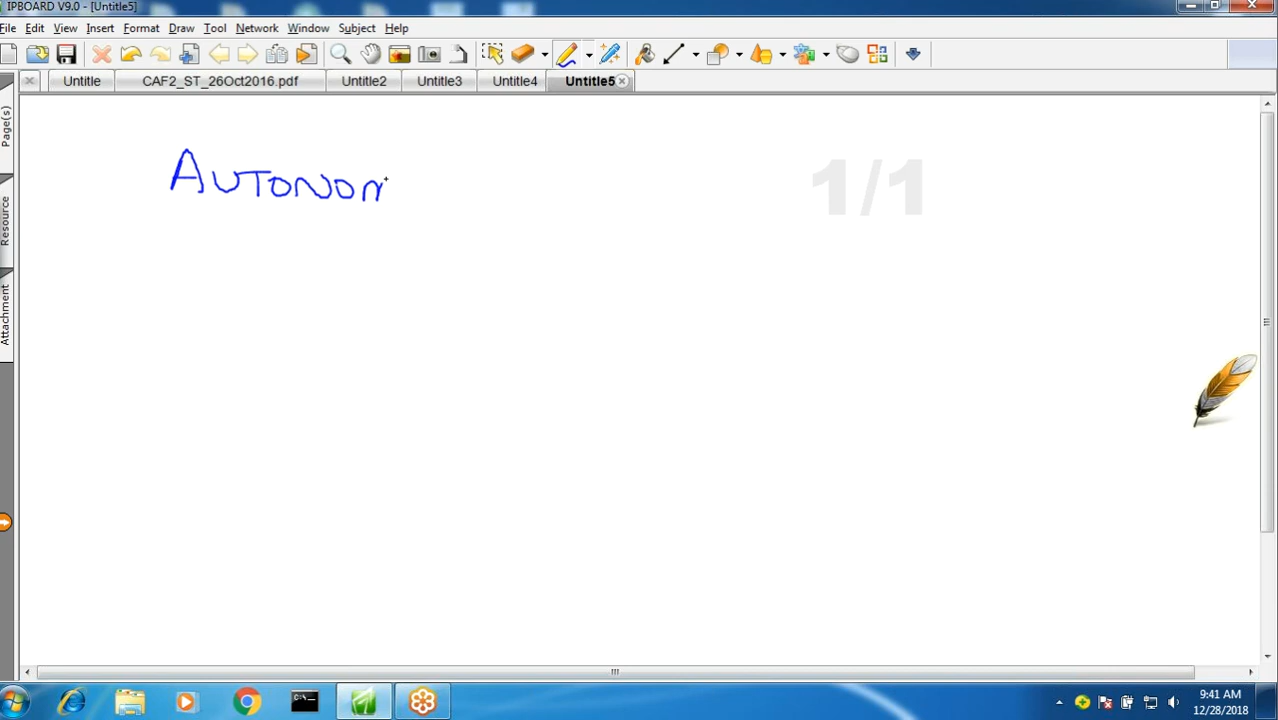 IPBOARD V9.0 - [Untitle5]
File Edit View Insert Format Draw Tool Network Window Subject Help
Untitle CAF2_ST_26Oct2016.pdf Untitle2 Untitle3 Untitle4 Untitle5
Page(s)
Resource
Attachment
AUTONOM
1/1
9:41 AM
12/28/2018